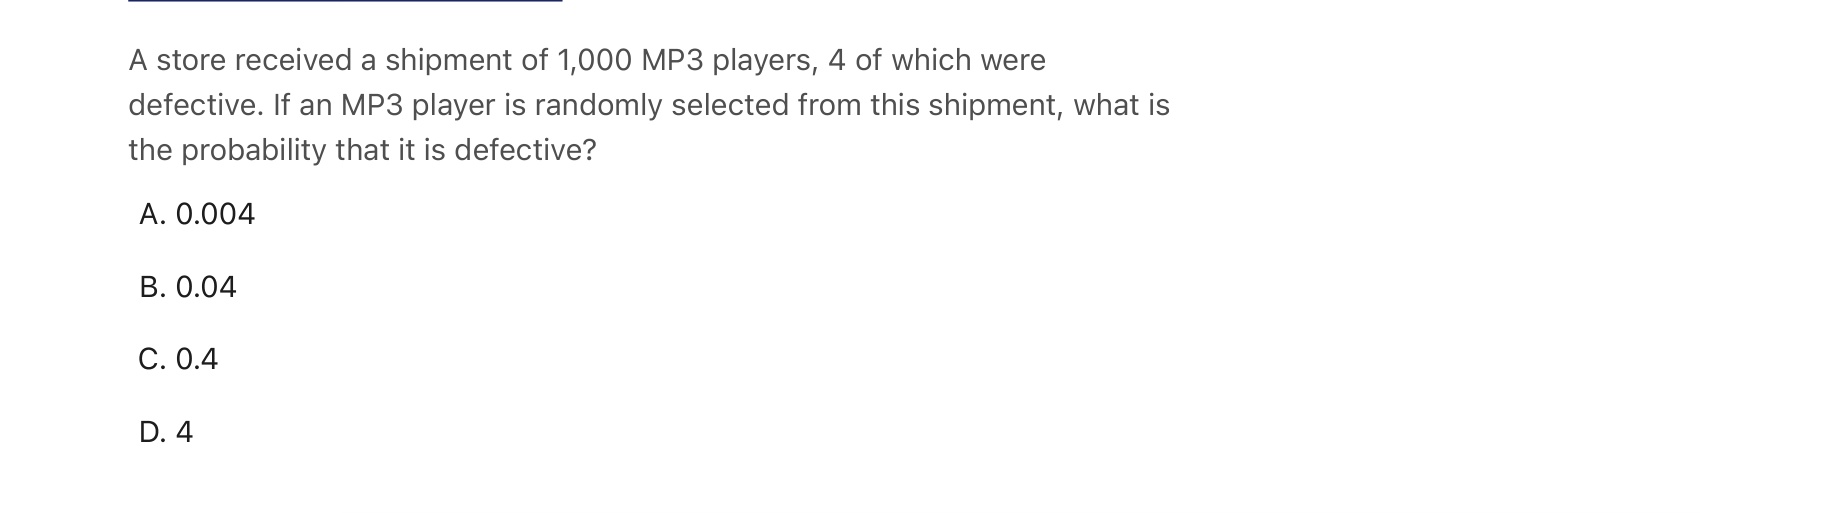 A store received a shipment of 1,000 MP3 players, 4 of which were
defective. If an MP3 player is randomly selected from this shipment, what is
the probability that it is defective?
A. 0.004
B. 0.04
C. 0.4
D. 4